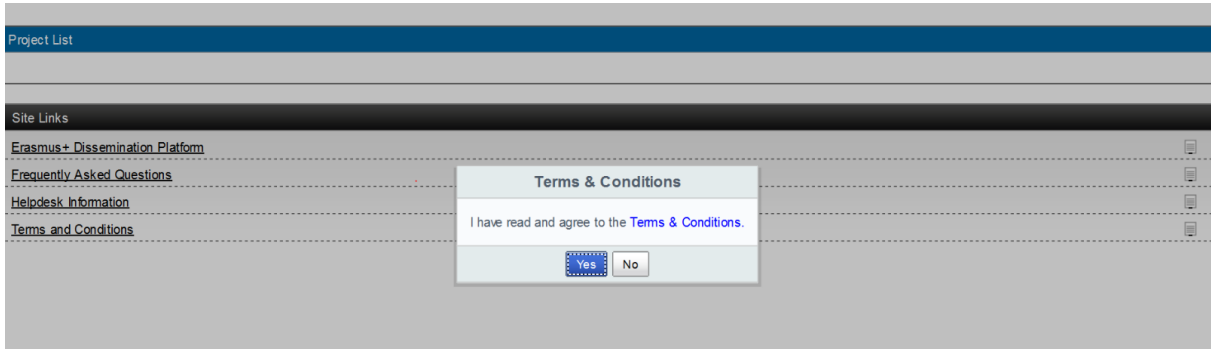 Project List
Site Links
Erasmus+ Dissemination Platform
Frequently Asked Questions
Helpdesk Information
Terms and Conditions
Terms & Conditions
I have read and agree to the Terms & Conditions.
Yes No